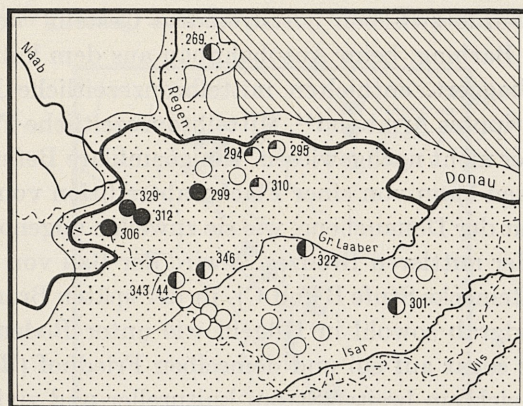 269
Naab
Regen
294
295
Donau
329
299
310
312
306
346
Gr. Laaber
322
343/44
301
Isar
Vils